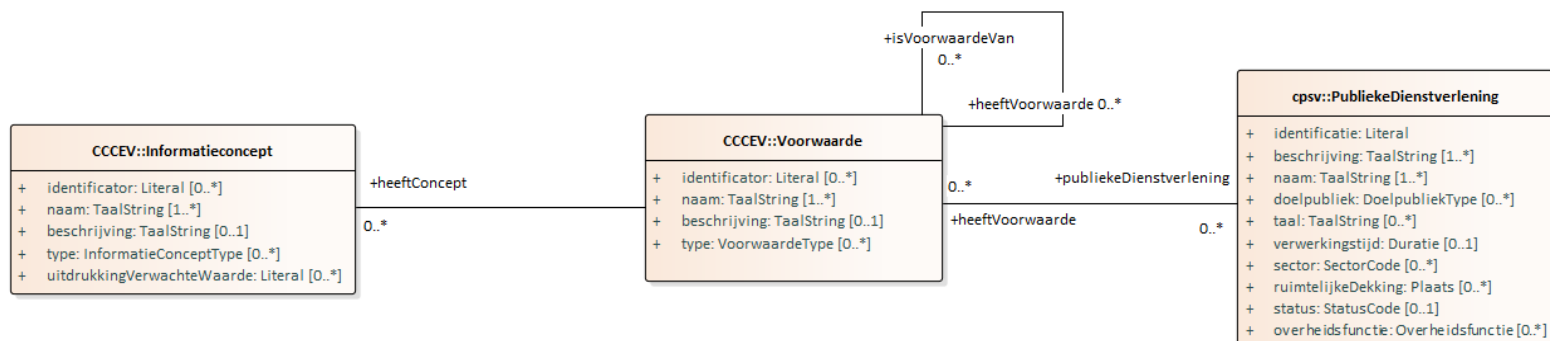 +isVoorwaardeVan
0..*
+heeftVoorwaarde 0..*
CCCEV::Informatieconcept
+ identificator: Literal [0..*]
+ naam: TaalString [1..*]
+ beschrijving: TaalString [0..1]
+ type: InformatieConceptType [0..*]
+ uitdrukkingVerwachteWaarde: Literal [0..*]
+heeftConcept
0..*
CCCEV::Voorwaarde
+ identificator: Literal [0..*]
+ naam: TaalString [1..*]
+ beschrijving: TaalString [0..1]
+ type: VoorwaardeType [0..*]
0..*
+heeftVoorwaarde
+publiekeDienstverlening
0..*
cpsv::PubliekeDienstverlening
+ identificatie: Literal
+ beschrijving: TaalString [1..*]
+ naam: TaalString [1..*]
+ doelpubliek: DoelpubliekType [0..*]
+ taal: TaalString [0..*]
+ verwerkingstijd: Duratie [0..1]
+ sector: SectorCode [0..*]
+ ruimtelijkeDekking: Plaats [0..*]
+ status: StatusCode [0..1]
+ overheidsfunctie: Overheidsfunctie [0..*]